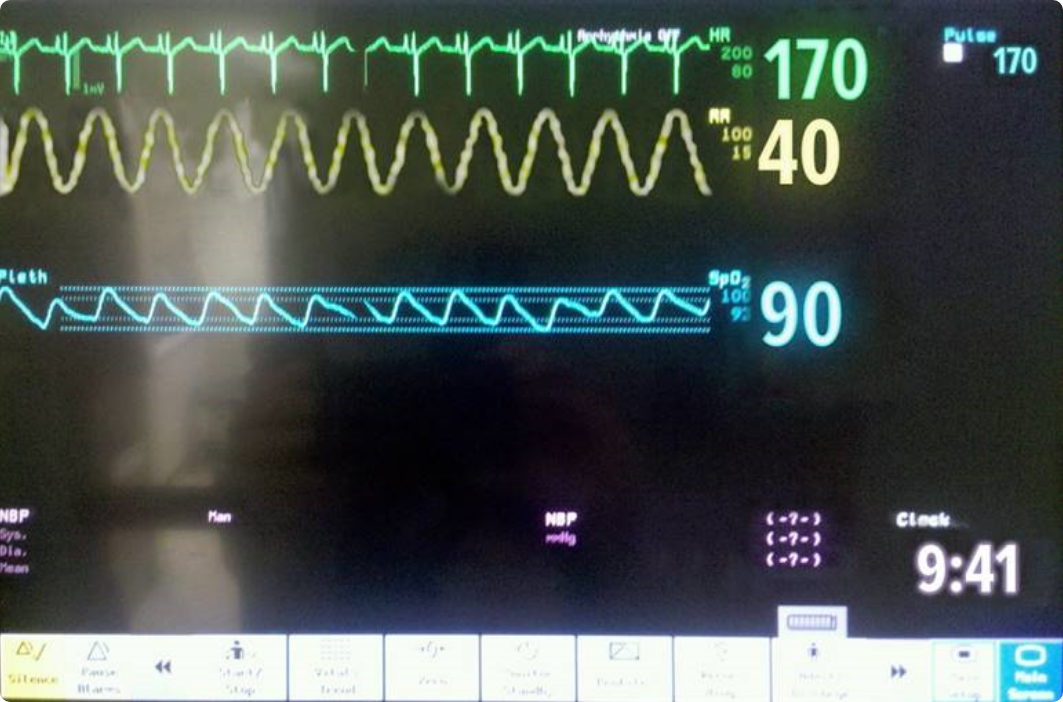 Arrhythmia Off
HR
200
80
170
Pulse
170
1mV
RR
100
15
40
Pleth
SpO₂
100
90
NBP
Sys.
Dia.
Mean
Man
NBP
mmHg
(-?-)
(-?-)
(-?-)
Clock
9:41
Silence
Pause
Alarms
Start/
Stop
Vitals
Trend
Zero
Monitor
Standby
Main
Screen